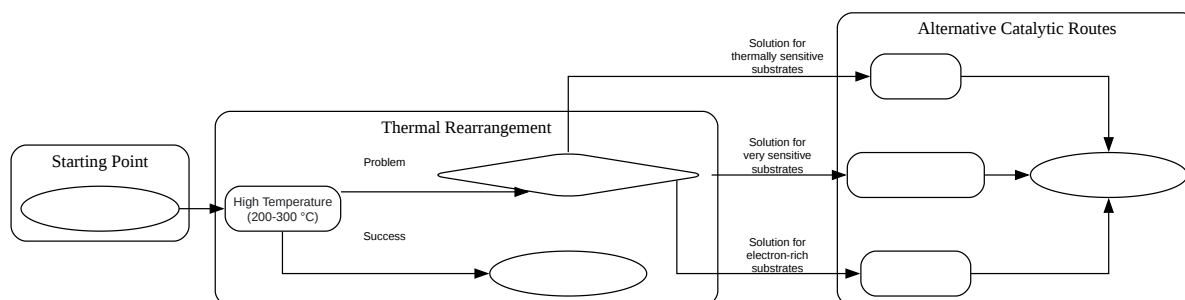 Alternative Catalytic Routes
Solution for
thermally sensitive
substrates
Thermal Rearrangement
Starting Point
Problem
Solution for
very sensitive
substrates
High Temperature
(200-300 °C)
Success
Solution for
electron-rich
substrates